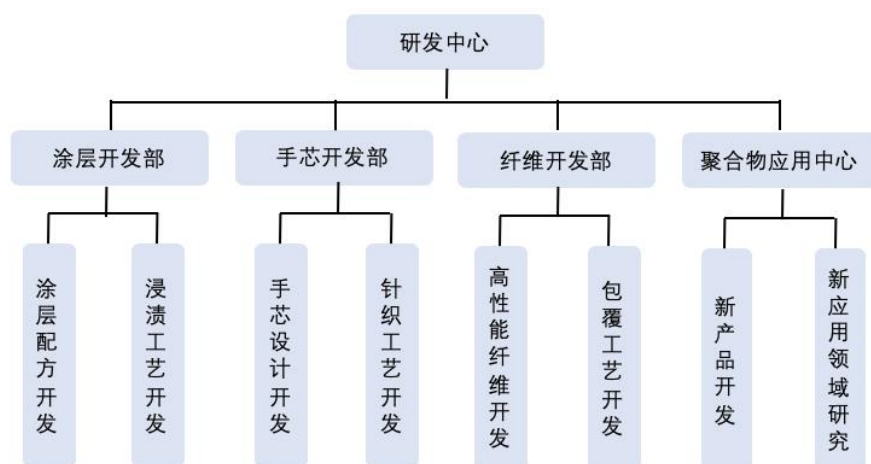 研发中心
涂层开发部
手芯开发部
纤维开发部
聚合物应用中心
涂层配方开发
浸渍工艺开发
手芯设计开发
针织工艺开发
高性能纤维开发
包覆工艺开发
新产品开发
新应用领域研究